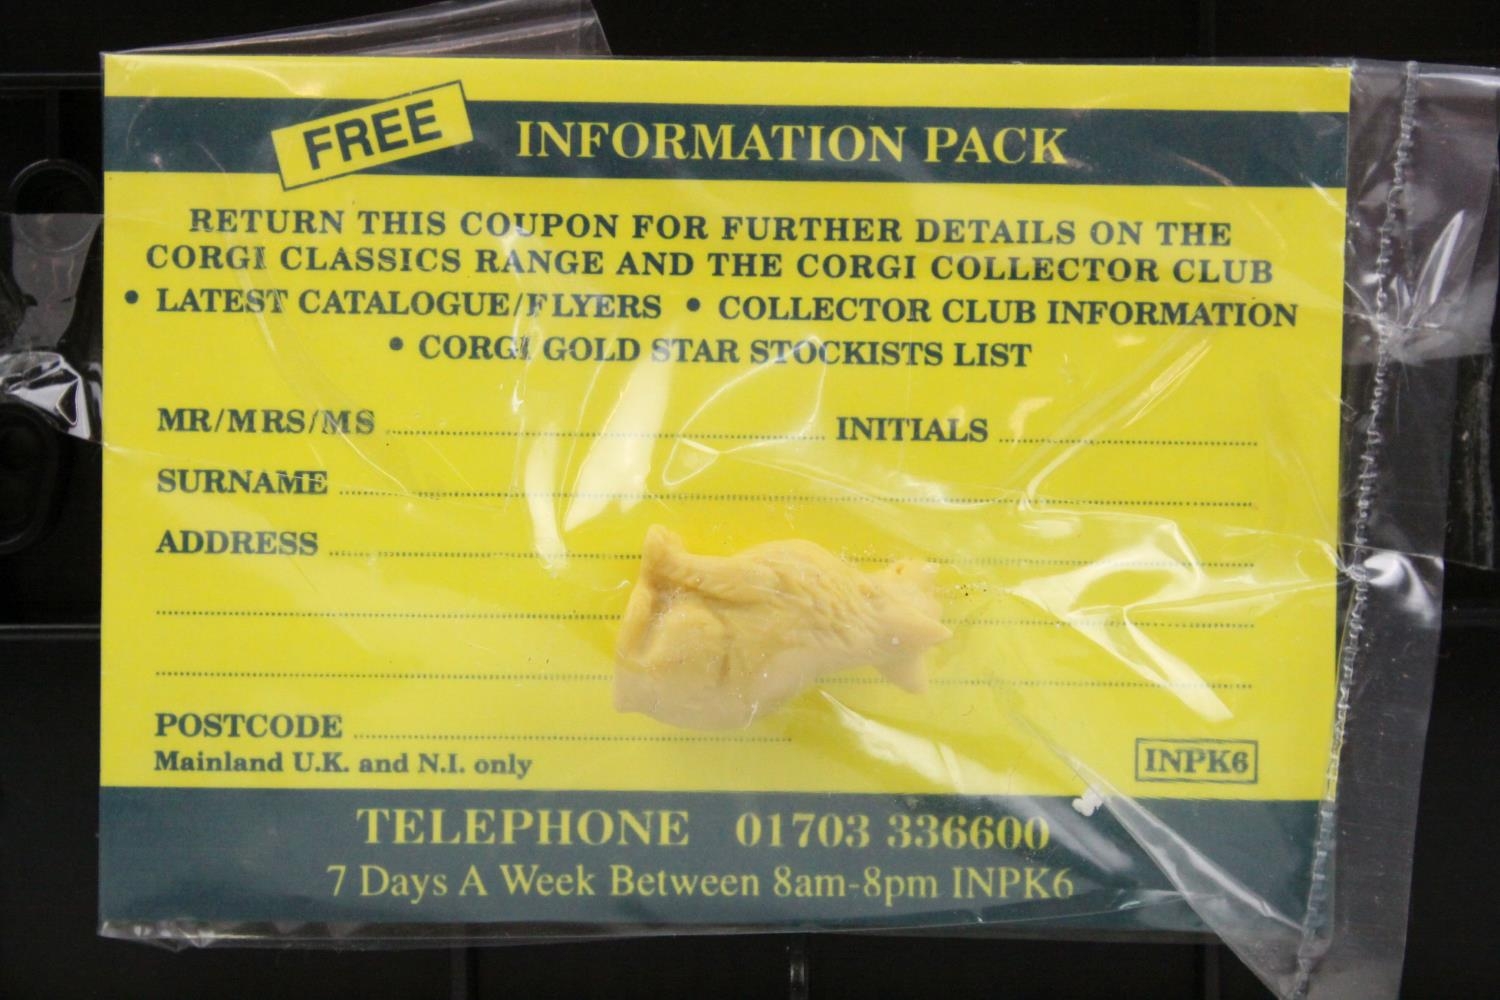 FREE INFORMATION PACK
RETURN THIS COUPON FOR FURTHER DETAILS ON THE
CORGI CLASSICS RANGE AND THE CORGI COLLECTOR CLUB
• LATEST CATALOGUE/FLYERS • COLLECTOR CLUB INFORMATION
• CORGI GOLD STAR STOCKISTS LIST
MR/MRS/MS INITIALS
SURNAME
ADDRESS
POSTCODE
Mainland U.K. and N.I. only
INPK6
TELEPHONE 01703 336600
7 Days A Week Between 8am-8pm INPK6